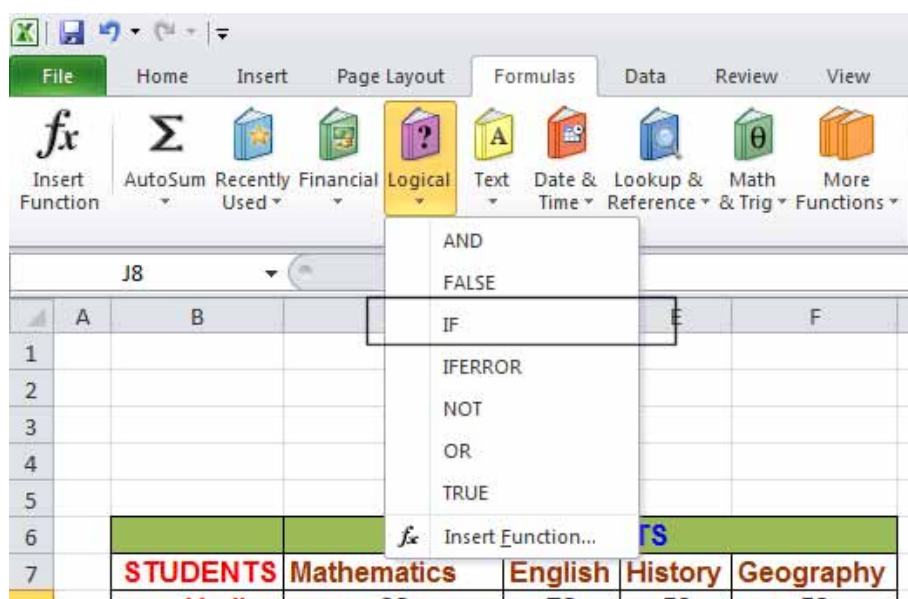 File Home Insert Page Layout Formulas Data Review View
fx Σ ? A θ
Insert Function AutoSum Recently Used Financial Logical Text Date & Time Lookup & Reference Math & Trig More Functions
AND
J8
FALSE
A B E F
IF
1
IFERROR
2
NOT
3
OR
4
TRUE
5
fx Insert Function...
6 TS
7 STUDENTS Mathematics English History Geography